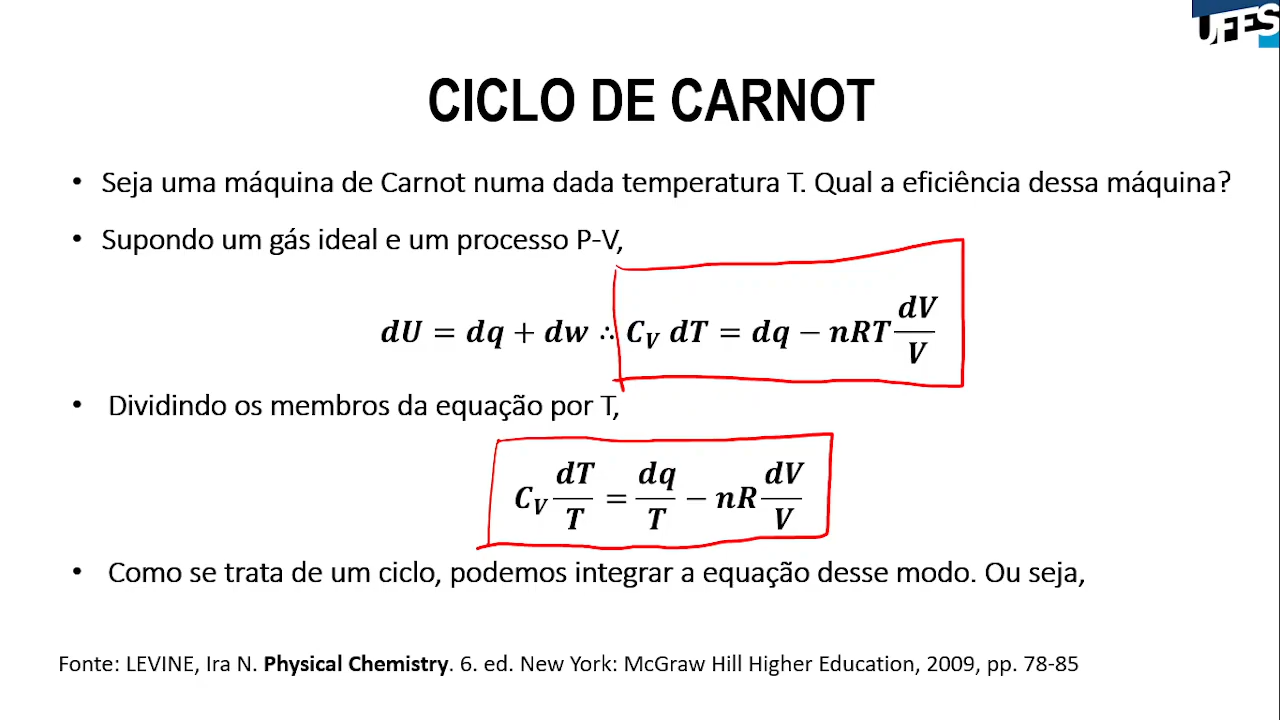 UFES
CICLO DE CARNOT
• Seja uma máquina de Carnot numa dada temperatura T. Qual a eficiência dessa máquina?
• Supondo um gás ideal e um processo P-V,
dU = dq + dw ∴ C_V dT = dq − nRT dV/V
• Dividindo os membros da equação por T,
C_V dT/T = dq/T − nR dV/V
• Como se trata de um ciclo, podemos integrar a equação desse modo. Ou seja,
Fonte: LEVINE, Ira N. Physical Chemistry. 6. ed. New York: McGraw Hill Higher Education, 2009, pp. 78-85